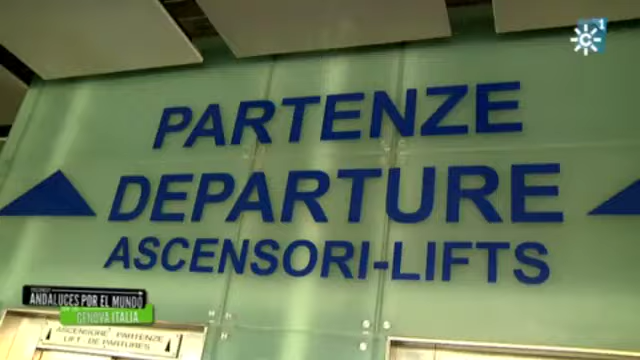 PARTENZE
DEPARTURE
ASCENSORI-LIFTS
ANDALUCES POR EL MUNDO
GENOVA ITALIA
ASCENSORE PARTENZE
LIFT DEPARTURES